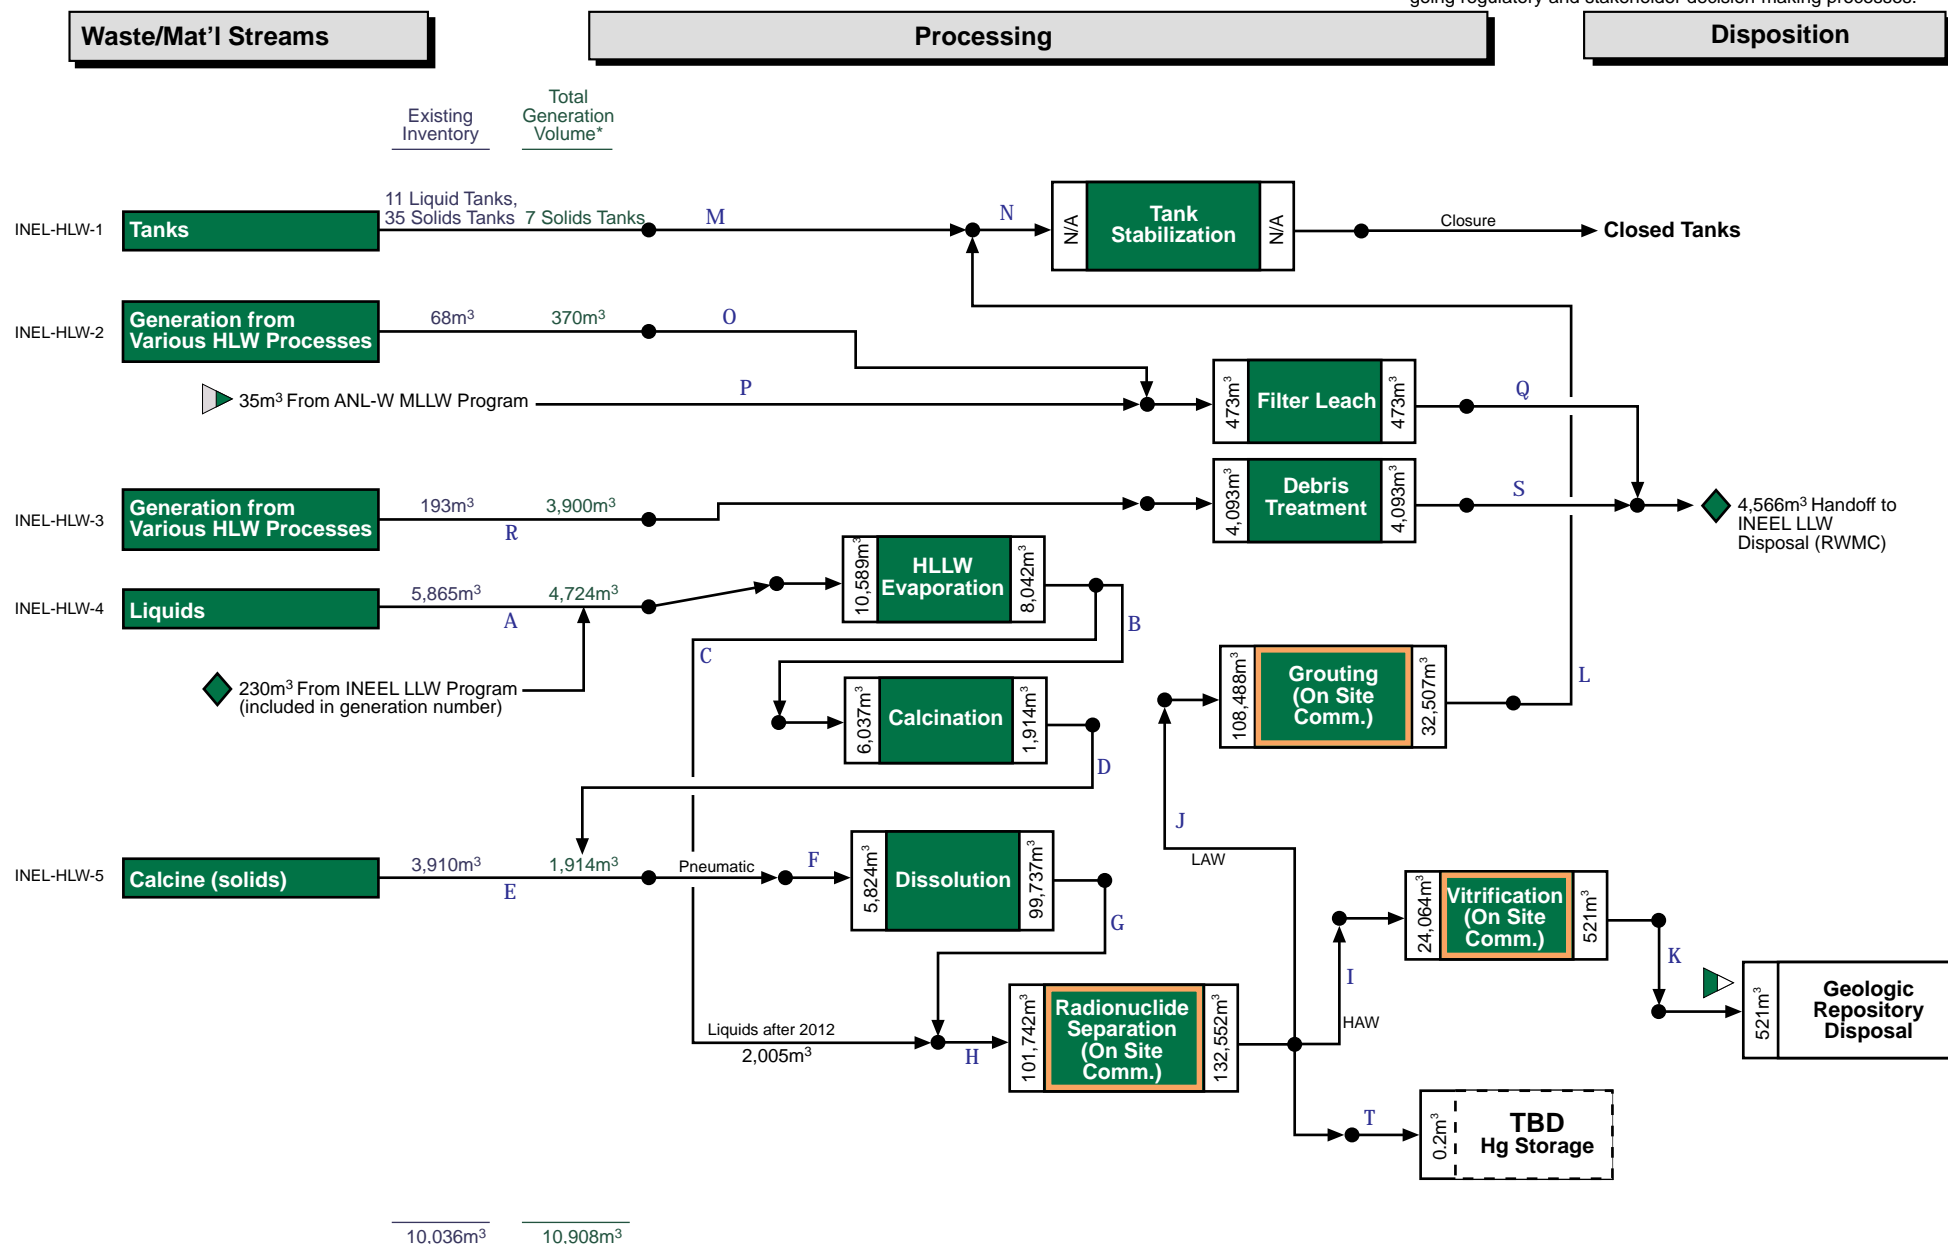 going regulatory and stakeholder decision-making processes.
Waste/Mat'l Streams
Processing
Disposition
Existing
Inventory
Total
Generation
Volume*
INEL-HLW-1
Tanks
11 Liquid Tanks,
35 Solids Tanks
7 Solids Tanks
M
N
N/A
Tank
Stabilization
N/A
Closure
Closed Tanks
INEL-HLW-2
Generation from
Various HLW Processes
68m³
370m³
O
35m³ From ANL-W MLLW Program
P
473m³
Filter Leach
473m³
Q
INEL-HLW-3
Generation from
Various HLW Processes
193m³
3,900m³
R
4,093m³
Debris
Treatment
4,093m³
S
4,566m³ Handoff to
INEEL LLW
Disposal (RWMC)
INEL-HLW-4
Liquids
5,865m³
4,724m³
A
10,589m³
HLLW
Evaporation
8,042m³
B
C
230m³ From INEEL LLW Program
(included in generation number)
6,037m³
Calcination
1,914m³
D
108,488m³
Grouting
(On Site
Comm.)
32,507m³
L
J
LAW
INEL-HLW-5
Calcine (solids)
3,910m³
1,914m³
E
Pneumatic
F
5,824m³
Dissolution
99,737m³
G
24,064m³
Vitrification
(On Site
Comm.)
521m³
K
I
HAW
521m³
Geologic
Repository
Disposal
Liquids after 2012
2,005m³
H
101,742m³
Radionuclide
Separation
(On Site
Comm.)
132,552m³
T
0.2m³
TBD
Hg Storage
10,036m³
10,908m³